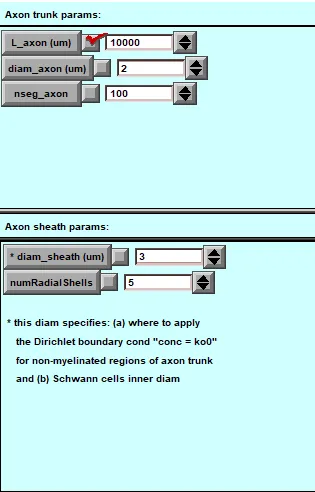 Axon trunk params:
L_axon (um) 10000
diam_axon (um) 2
nseg_axon 100
Axon sheath params:
* diam_sheath (um) 3
numRadialShells 5
* this diam specifies: (a) where to apply
the Dirichlet boundary cond "conc = ko0"
for non-myelinated regions of axon trunk
and (b) Schwann cells inner diam